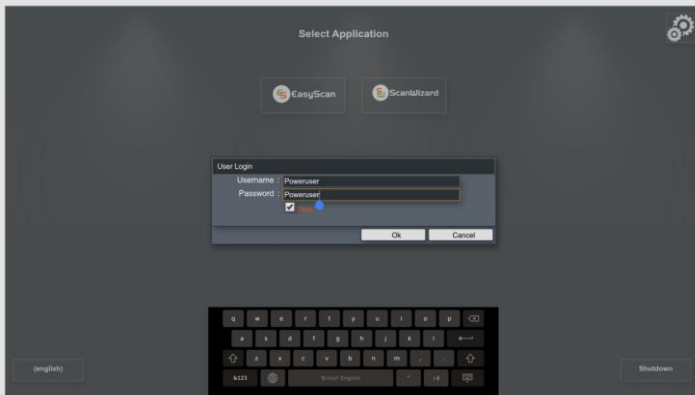 Select Application
EasyScan ScanWizard
User Login
Username : Poweruser
Password : Poweruser
Ok Cancel
q w e r t y u i o p
a s d f g h j k l
z x c v b n m , .
&123 British English :-)
(english) Shutdown